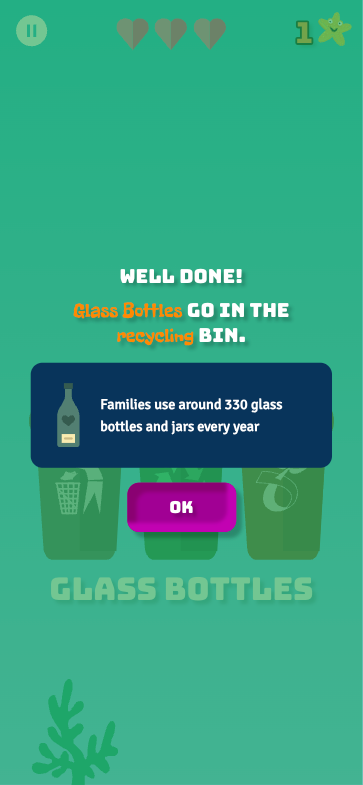 1
WELL DONE!
Glass Bottles GO IN THE
recycling BIN.
Families use around 330 glass
bottles and jars every year
OK
GLASS BOTTLES